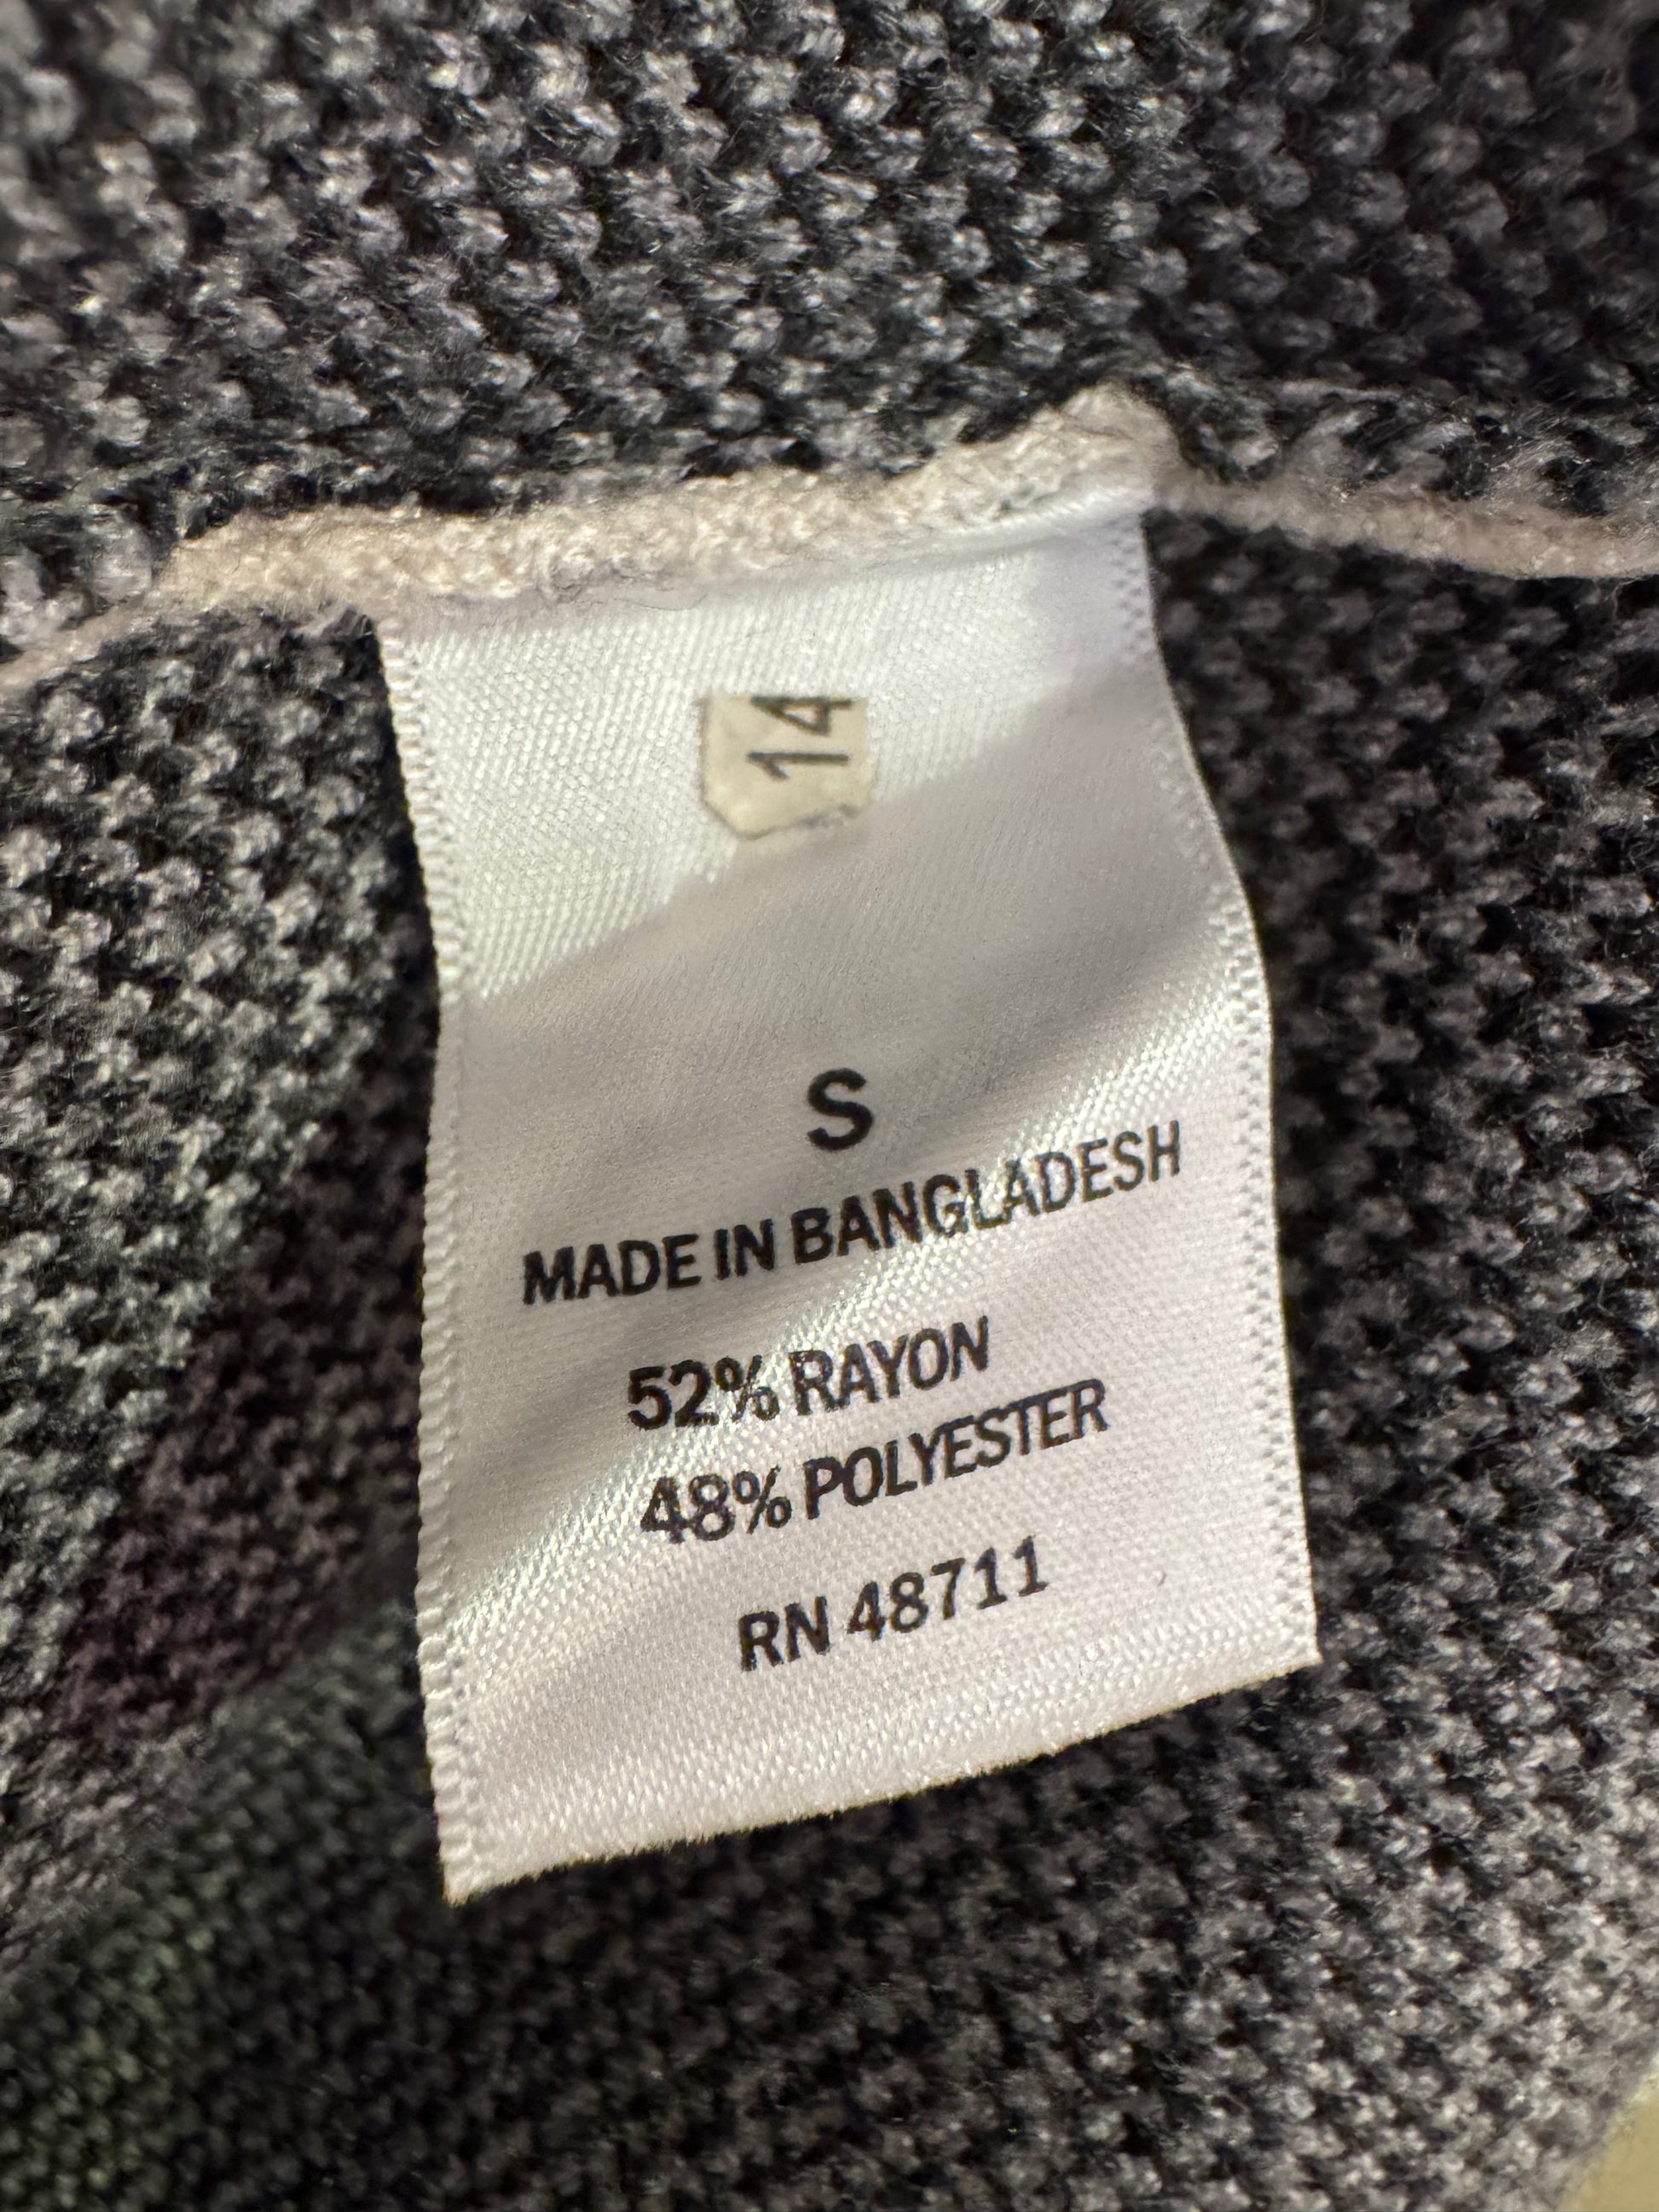 14
S
MADE IN BANGLADESH
52% RAYON
48% POLYESTER
RN 48711